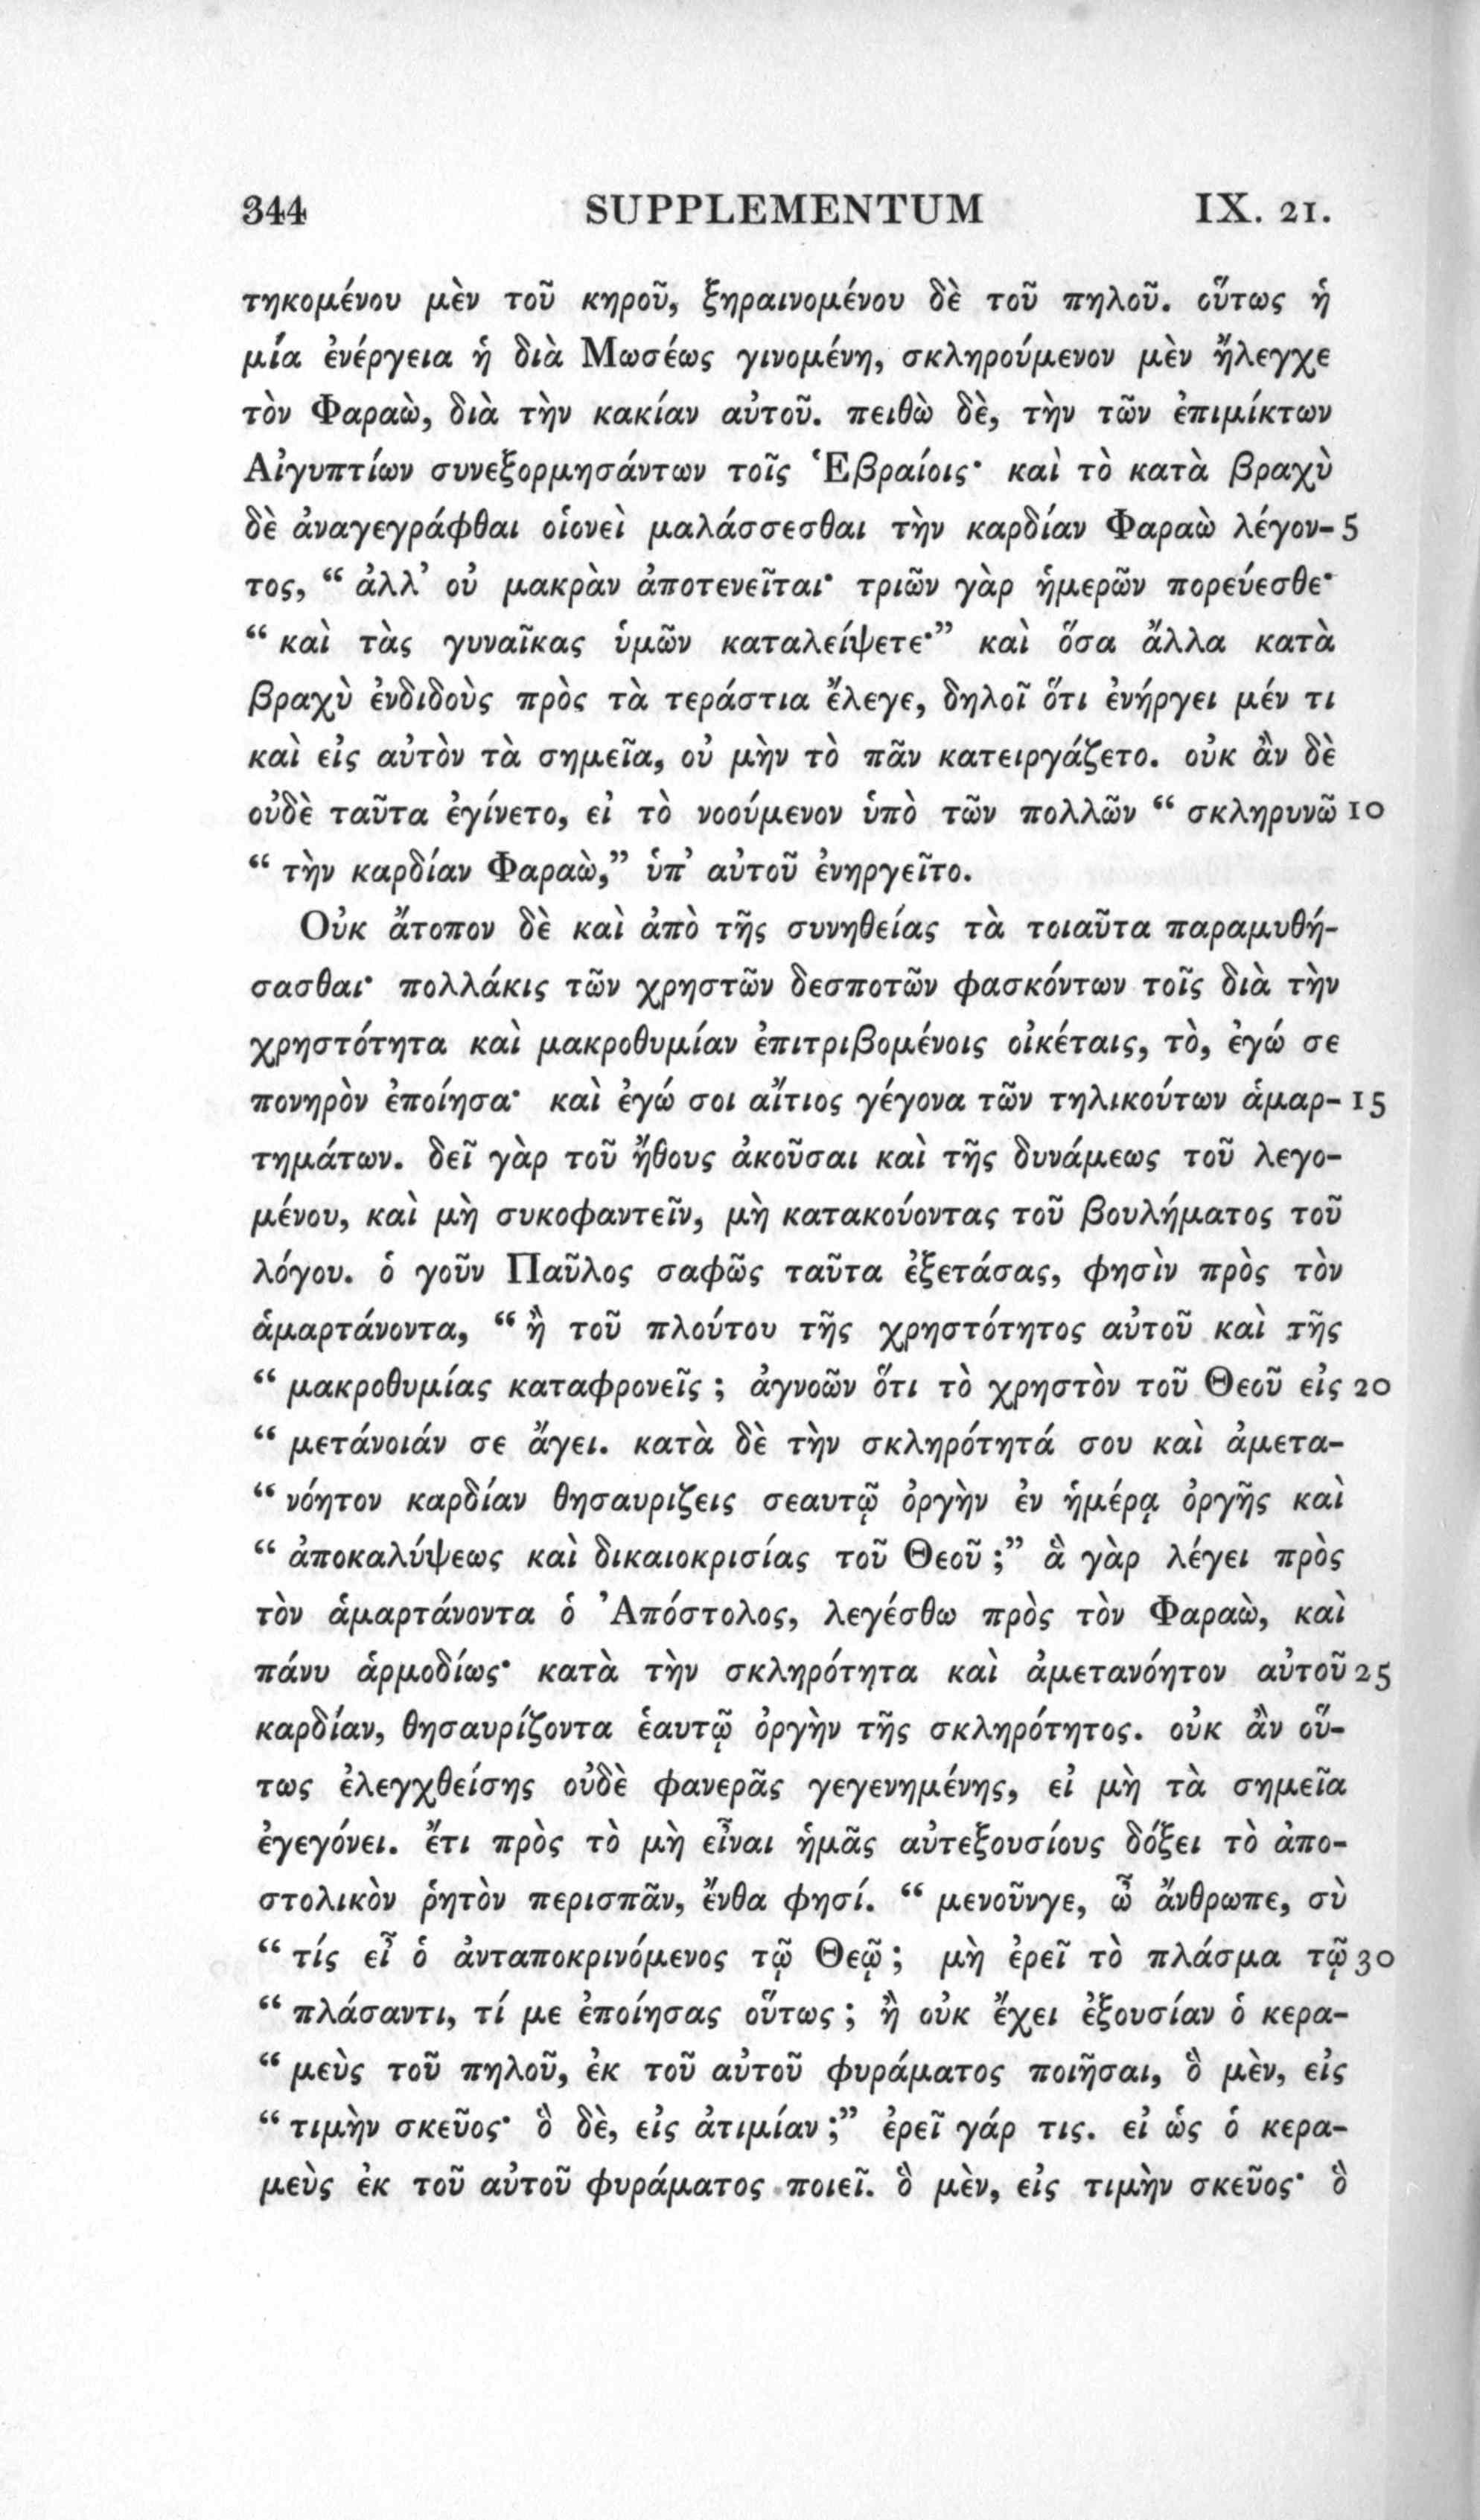 344 SUPPLEMENTUM IX. 21.
τηκομένου μὲν τοῦ κηροῦ, ξηραινομένου δὲ τοῦ πηλοῦ. οὕτως ἡ
μία ἐνέργεια ἡ διὰ Μωσέως γινομένη, σκληρούμενον μὲν ἤλεγχε
τὸν Φαραὼ, διὰ τὴν κακίαν αὐτοῦ. πειθὼ δὲ, τὴν τῶν ἐπιμίκτων
Αἰγυπτίων συνεξορμησάντων τοῖς Ἑβραίοις· καὶ τὸ κατὰ βραχὺ
δὲ ἀναγεγράφθαι οἱονεὶ μαλάσσεσθαι τὴν καρδίαν Φαραὼ λέγον- 5
τος, “ ἀλλ’ οὐ μακρὰν ἀποτενεῖται· τριῶν γὰρ ἡμερῶν πορεύεσθε·
“ καὶ τὰς γυναῖκας ὑμῶν καταλείψετε·” καὶ ὅσα ἄλλα κατὰ
βραχὺ ἐνδιδοὺς πρὸς τὰ τεράστια ἔλεγε, δηλοῖ ὅτι ἐνήργει μέν τι
καὶ εἰς αὐτὸν τὰ σημεῖα, οὐ μὴν τὸ πᾶν κατειργάζετο. οὐκ ἂν δὲ
οὐδὲ ταῦτα ἐγίνετο, εἰ τὸ νοούμενον ὑπὸ τῶν πολλῶν “ σκληρυνῶ 10
“ τὴν καρδίαν Φαραὼ,” ὑπ’ αὐτοῦ ἐνηργεῖτο.
Οὐκ ἄτοπον δὲ καὶ ἀπὸ τῆς συνηθείας τὰ τοιαῦτα παραμυθή-
σασθαι· πολλάκις τῶν χρηστῶν δεσποτῶν φασκόντων τοῖς διὰ τὴν
χρηστότητα καὶ μακροθυμίαν ἐπιτριβομένοις οἰκέταις, τὸ, ἐγώ σε
πονηρὸν ἐποίησα· καὶ ἐγώ σοι αἴτιος γέγονα τῶν τηλικούτων ἁμαρ- 15
τημάτων. δεῖ γὰρ τοῦ ἤθους ἀκοῦσαι καὶ τῆς δυνάμεως τοῦ λεγο-
μένου, καὶ μὴ συκοφαντεῖν, μὴ κατακούοντας τοῦ βουλήματος τοῦ
λόγου. ὁ γοῦν Παῦλος σαφῶς ταῦτα ἐξετάσας, φησὶν πρὸς τὸν
ἁμαρτάνοντα, “ ἢ τοῦ πλούτου τῆς χρηστότητος αὐτοῦ καὶ τῆς
“ μακροθυμίας καταφρονεῖς ; ἀγνοῶν ὅτι τὸ χρηστὸν τοῦ Θεοῦ εἰς 20
“ μετάνοιάν σε ἄγει. κατὰ δὲ τὴν σκληρότητά σου καὶ ἀμετα-
“ νόητον καρδίαν θησαυριζεις σεαυτῷ ὀργὴν ἐν ἡμέρᾳ ὀργῆς καὶ
“ ἀποκαλύψεως καὶ δικαιοκρισίας τοῦ Θεοῦ ;” ἃ γὰρ λέγει πρὸς
τὸν ἁμαρτάνοντα ὁ Ἀπόστολος, λεγέσθω πρὸς τὸν Φαραὼ, καὶ
πάνυ ἁρμοδίως· κατὰ τὴν σκληρότητα καὶ ἀμετανόητον αὐτοῦ 25
καρδίαν, θησαυρίζοντα ἑαυτῷ ὀργὴν τῆς σκληρότητος. οὐκ ἂν οὕ-
τως ἐλεγχθείσης οὐδὲ φανερᾶς γεγενημένης, εἰ μὴ τὰ σημεῖα
ἐγεγόνει. ἔτι πρὸς τὸ μὴ εἶναι ἡμᾶς αὐτεξουσίους δόξει τὸ ἀπο-
στολικὸν ῥητὸν περισπᾶν, ἔνθα φησί. “ μενοῦνγε, ὦ ἄνθρωπε, σὺ
“ τίς εἶ ὁ ἀνταποκρινόμενος τῷ Θεῷ ; μὴ ἐρεῖ τὸ πλάσμα τῷ 30
“ πλάσαντι, τί με ἐποίησας οὕτως ; ἢ οὐκ ἔχει ἐξουσίαν ὁ κερα-
“ μεὺς τοῦ πηλοῦ, ἐκ τοῦ αὐτοῦ φυράματος ποιῆσαι, ὃ μὲν, εἰς
“ τιμὴν σκεῦος· ὃ δὲ, εἰς ἀτιμίαν ;” ἐρεῖ γάρ τις. εἰ ὡς ὁ κερα-
μεὺς ἐκ τοῦ αὐτοῦ φυράματος ποιεῖ. ὃ μὲν, εἰς τιμὴν σκεῦος· ὃ